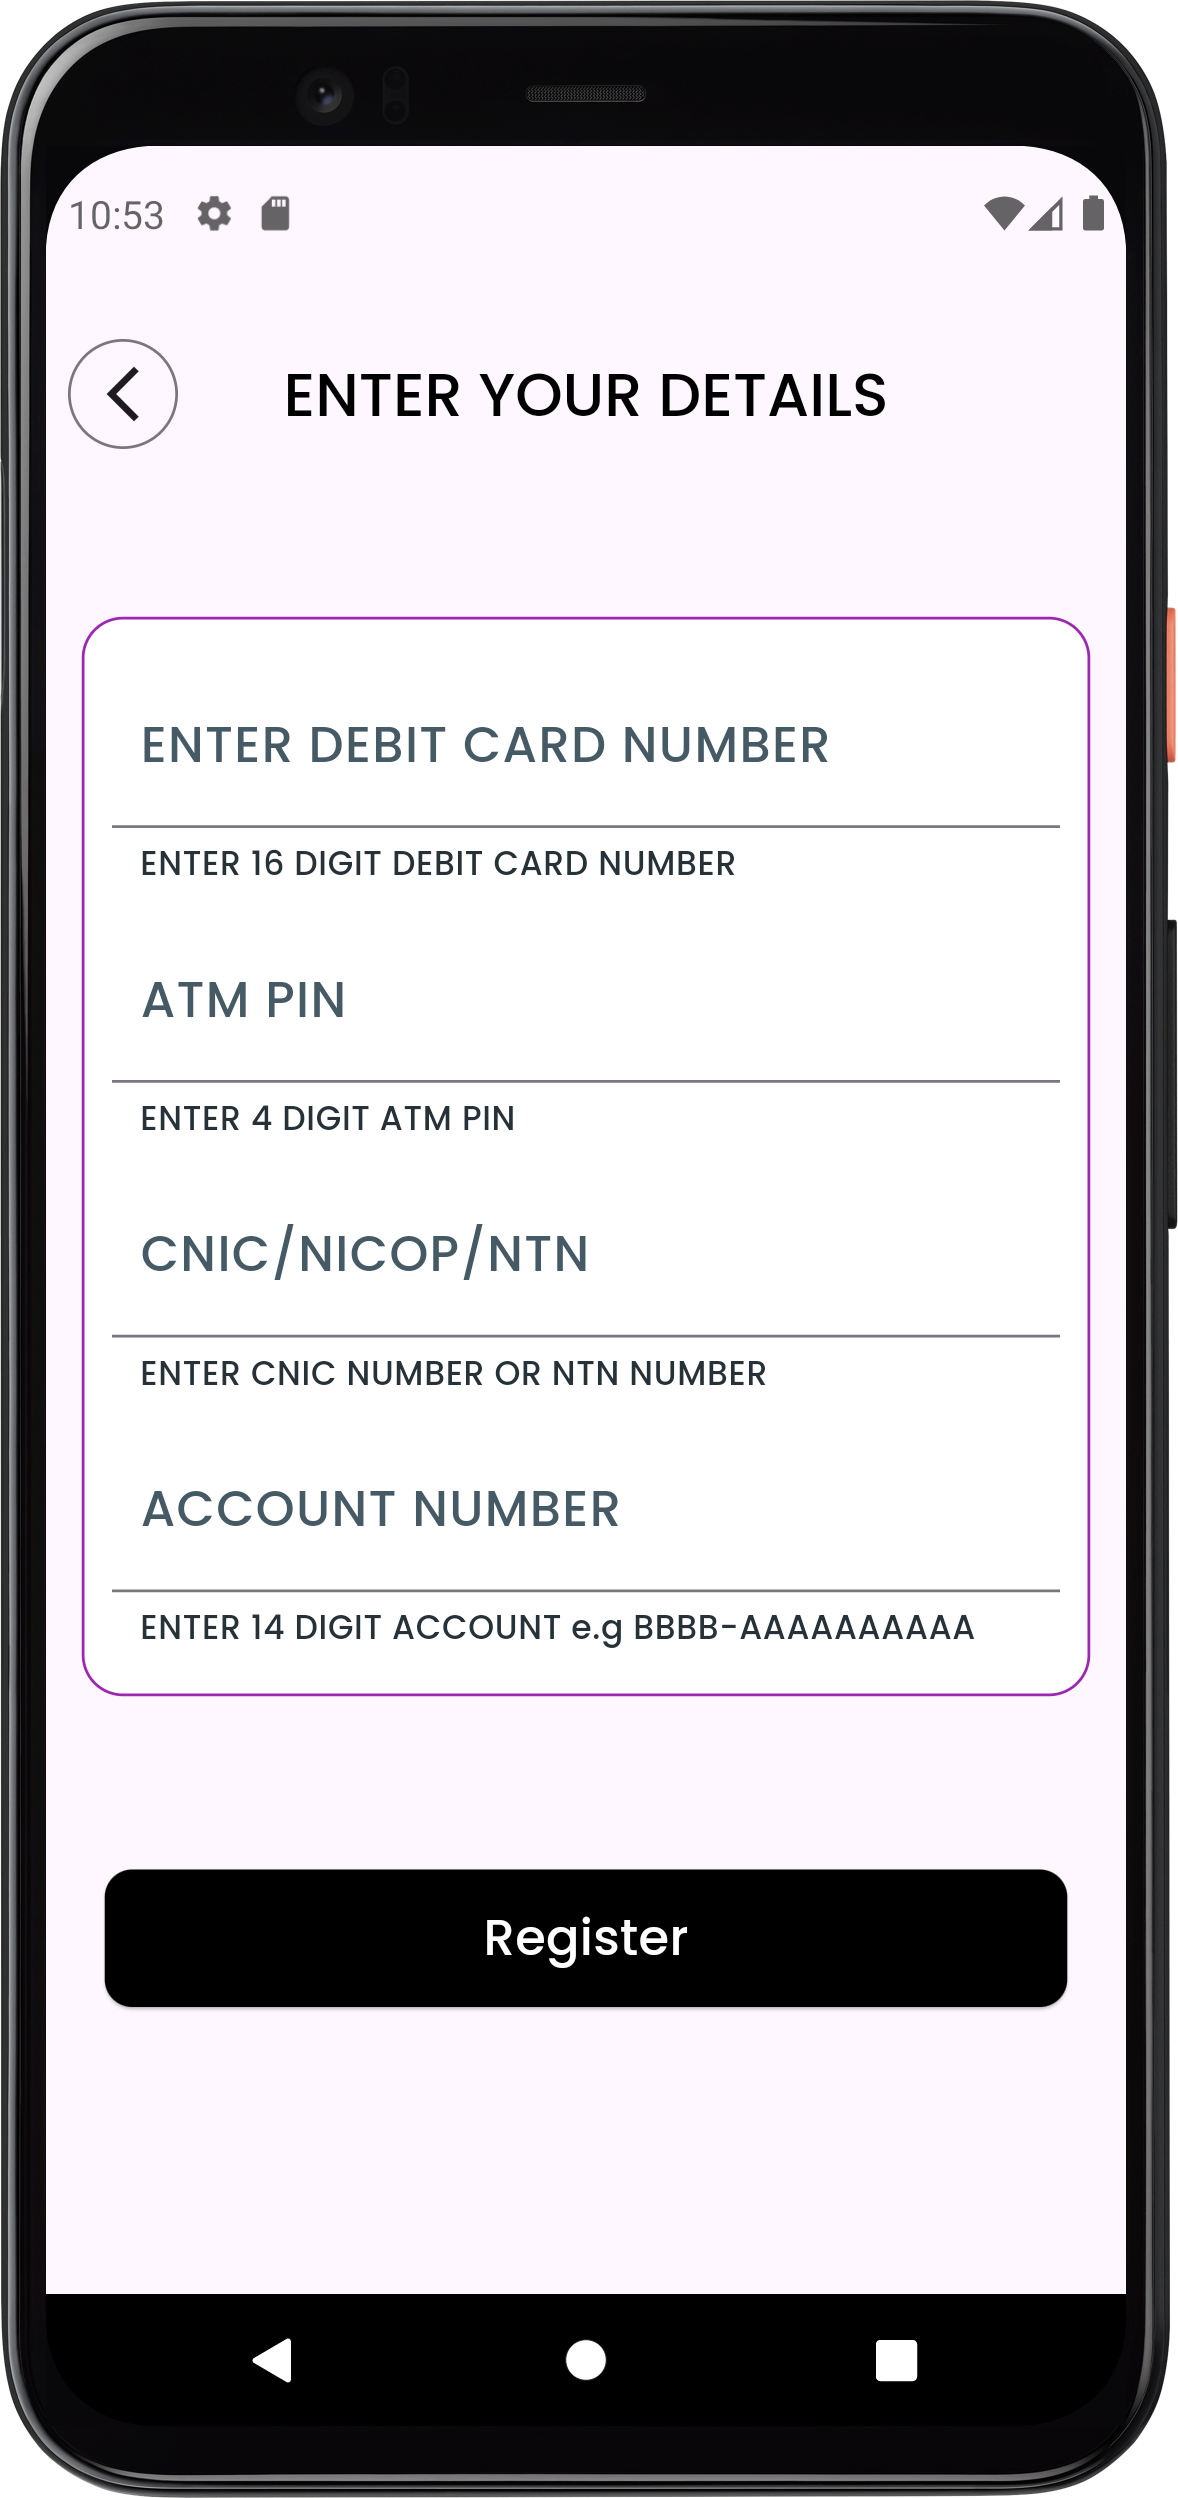 10:53
ENTER YOUR DETAILS
ENTER DEBIT CARD NUMBER
ENTER 16 DIGIT DEBIT CARD NUMBER
ATM PIN
ENTER 4 DIGIT ATM PIN
CNIC/NICOP/NTN
ENTER CNIC NUMBER OR NTN NUMBER
ACCOUNT NUMBER
ENTER 14 DIGIT ACCOUNT e.g BBBB-AAAAAAAAAA
Register